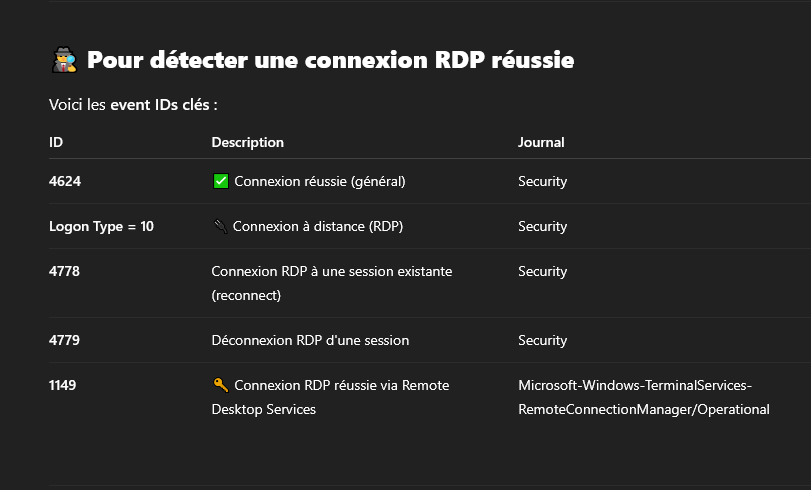 Pour détecter une connexion RDP réussie
Voici les event IDs clés :
ID Description Journal
4624 Connexion réussie (général) Security
Logon Type = 10 Connexion à distance (RDP) Security
4778 Connexion RDP à une session existante Security
(reconnect)
4779 Déconnexion RDP d'une session Security
1149 Connexion RDP réussie via Remote Microsoft-Windows-TerminalServices-
Desktop Services RemoteConnectionManager/Operational